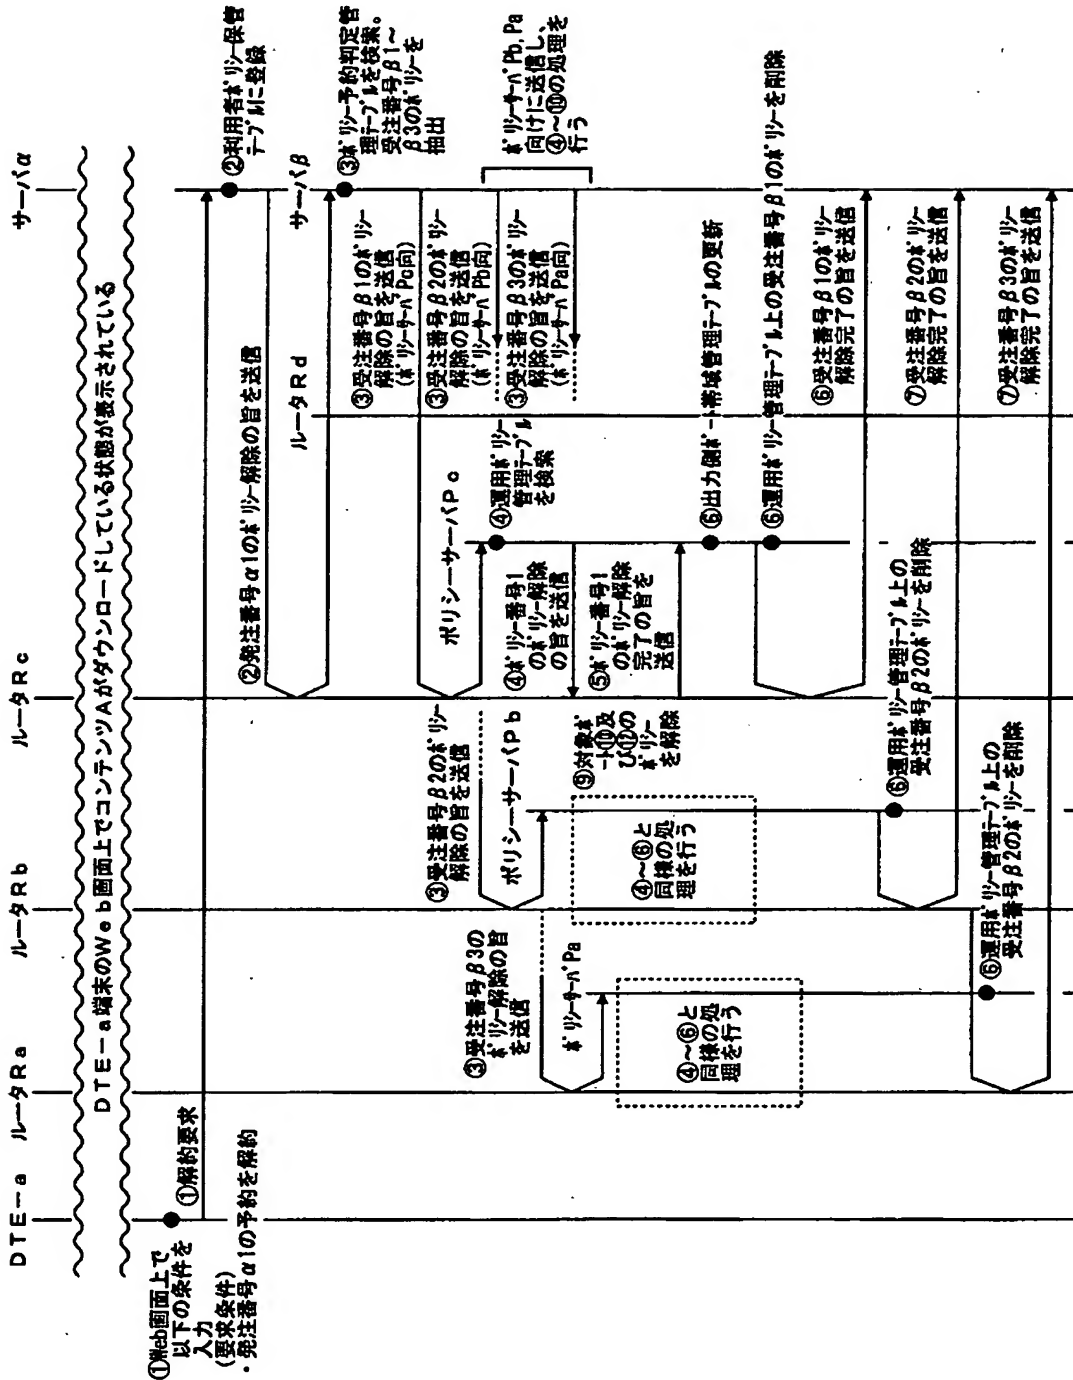 DTE-a
ルータRa
ルータRb
ルータRc
サーバα
DTE-a端末のWeb画面上でコンテンツAがダウンロードしている状態が表示されている
①Web画面上で
以下の条件を
入力
(要求条件)
・発注番号α1の予約を解約
①解約要求
②利用者ポリシー保管
テーブルに登録
②発注番号α1のポリシー解除の旨を送信
ルータRd
サーバβ
③ポリシー予約判定管
理テーブルを検索。
受注番号β1~
β3のポリシーを
抽出
③受注番号β1のポリシー
解除の旨を送信
(ポリシーサーバPc向)
③受注番号β2のポリシー
解除の旨を送信
(ポリシーサーバPb向)
③受注番号β3のポリシー
解除の旨を送信
(ポリシーサーバPa向)
ポリシーサーバPb,Pa
向けに送信し、
④~⑩の処理を
行う
ポリシーサーバPc
④運用ポリシー
管理テーブル
を検索
③受注番号β2のポリシー
解除の旨を送信
ポリシーサーバPb
④ポリシー番号1
のポリシー解除
の旨を送信
⑤ポリシー番号1
のポリシー解除
完了の旨を
送信
③受注番号β3の
ポリシー解除の旨
を送信
ポリシーサーバPa
⑨対象ポ
ート⑩及
び⑫の
ポリシー
を解除
④~⑥と
同様の処
理を行う
④~⑥と
同様の処
理を行う
⑥出力側ポート帯域管理テーブルの更新
⑥運用ポリシー管理テーブル上の受注番号β1のポリシーを削除
⑥受注番号β1のポリシー
解除完了の旨を送信
⑥運用ポリシー管理テーブル上の
受注番号β2のポリシーを削除
⑦受注番号β2のポリシー
解除完了の旨を送信
⑥運用ポリシー管理テーブル上の
受注番号β2のポリシーを削除
⑦受注番号β3のポリシー
解除完了の旨を送信